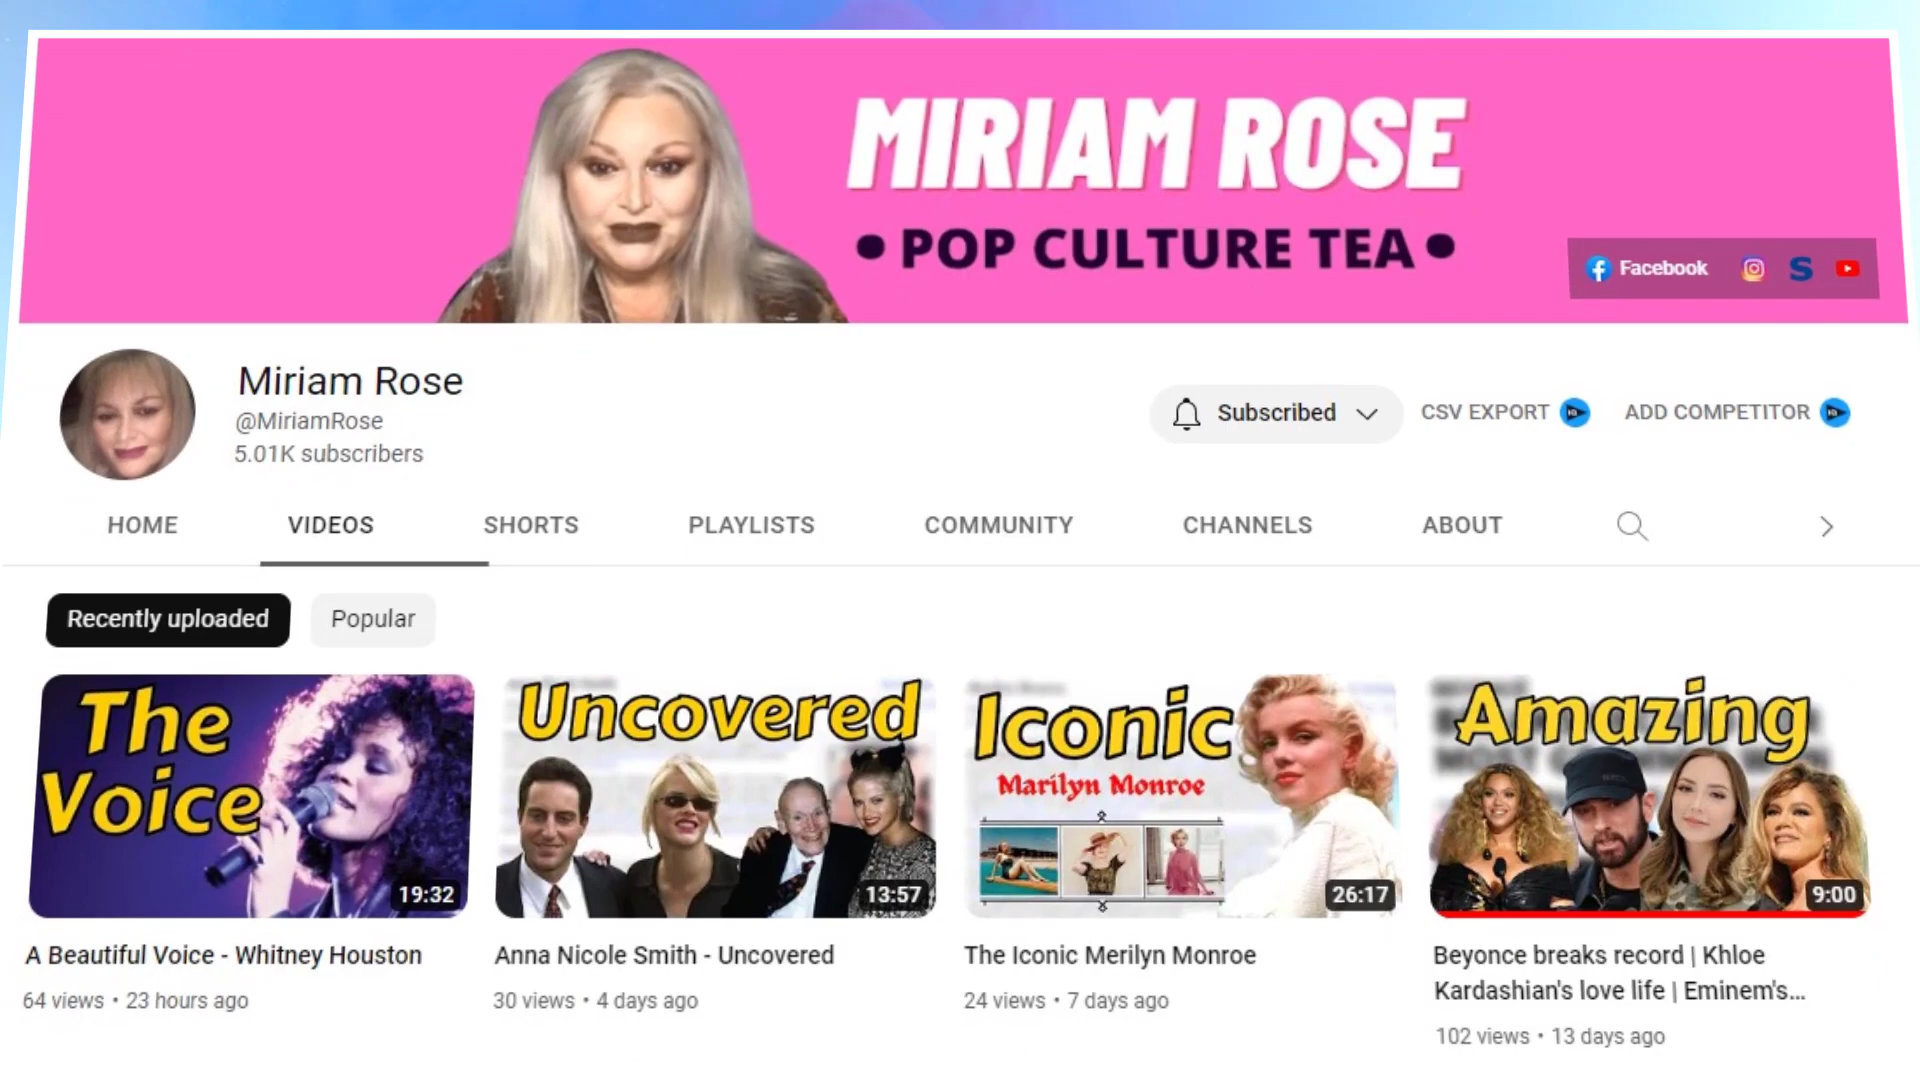 MIRIAM ROSE
• POP CULTURE TEA •
Facebook
Miriam Rose
@MiriamRose
5.01K subscribers
Subscribed
CSV EXPORT
ADD COMPETITOR
HOME
VIDEOS
SHORTS
PLAYLISTS
COMMUNITY
CHANNELS
ABOUT
Recently uploaded
Popular
The
Voice
19:32
Uncovered
13:57
Iconic
Marilyn Monroe
26:17
Amazing
9:00
A Beautiful Voice - Whitney Houston
64 views • 23 hours ago
Anna Nicole Smith - Uncovered
30 views • 4 days ago
The Iconic Merilyn Monroe
24 views • 7 days ago
Beyonce breaks record | Khloe
Kardashian's love life | Eminem's...
102 views • 13 days ago